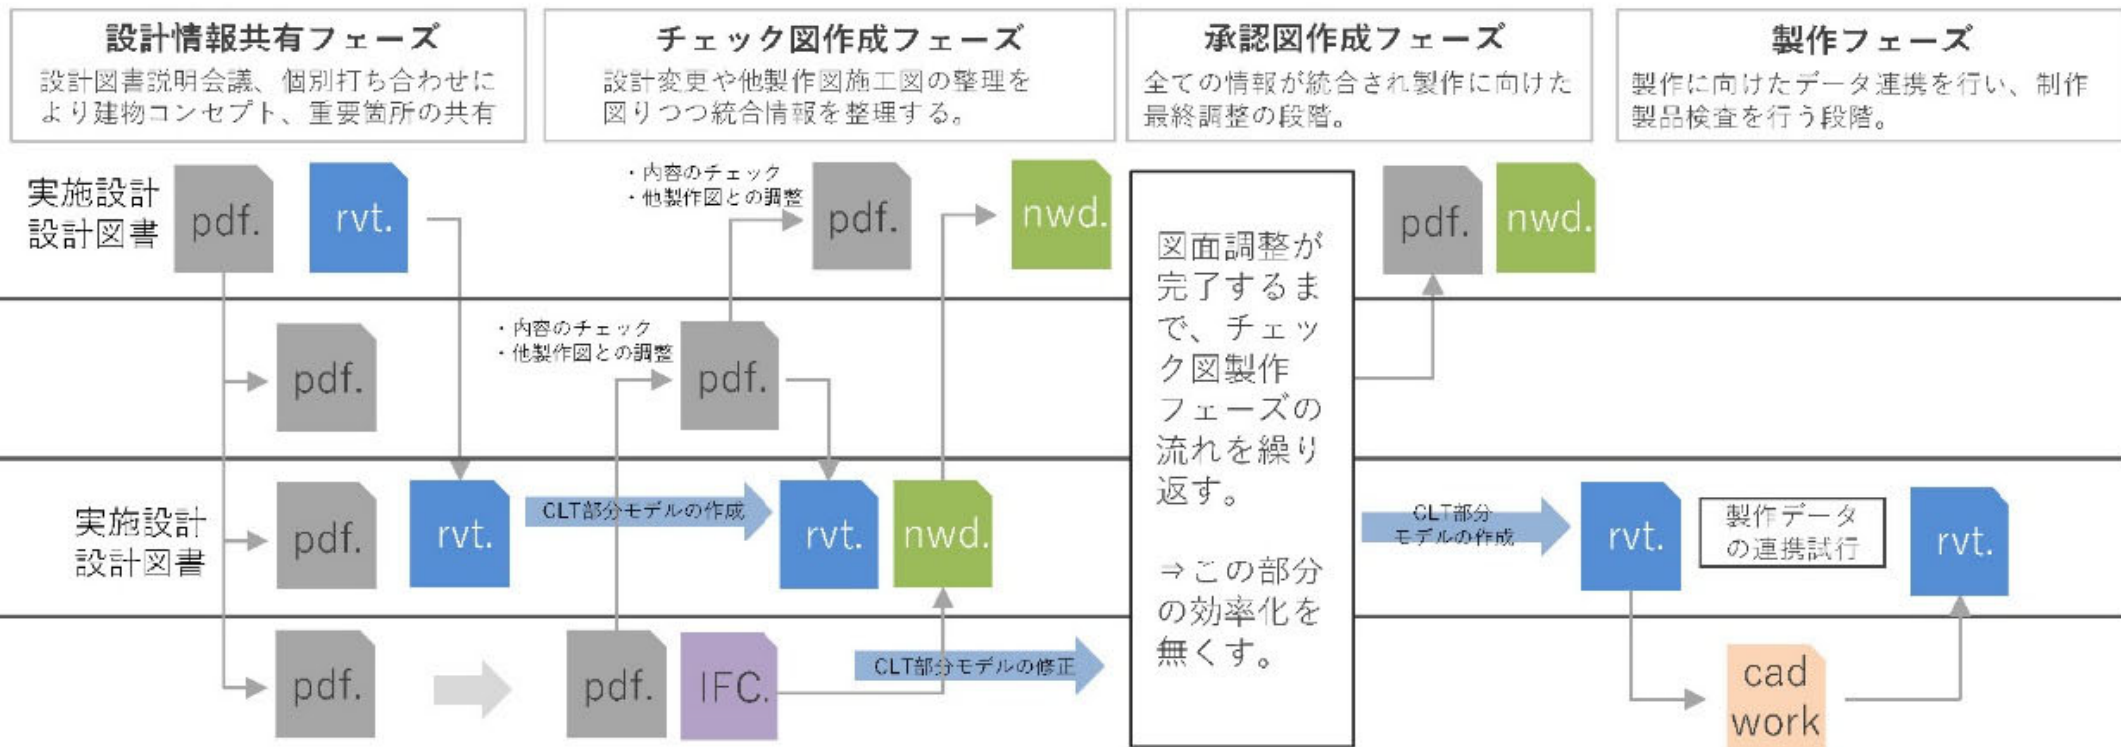 設計情報共有フェーズ
設計図書説明会議、個別打ち合わせに
より建物コンセプト、重要箇所の共有
チェック図作成フェーズ
設計変更や他製作図施工図の整理を
図りつつ統合情報を整理する。
承認図作成フェーズ
全ての情報が統合され製作に向けた
最終調整の段階。
製作フェーズ
製作に向けたデータ連携を行い、制作
製品検査を行う段階。
実施設計
設計図書
pdf.
rvt.
・内容のチェック
・他製作図との調整
pdf.
nwd.
pdf.
nwd.
pdf.
・内容のチェック
・他製作図との調整
pdf.
実施設計
設計図書
pdf.
rvt.
CLT部分モデルの作成
rvt.
nwd.
図面調整が
完了するま
で、チェッ
ク図製作
フェーズの
流れを繰り
返す。
⇒この部分
の効率化を
無くす。
CLT部分
モデルの作成
rvt.
製作データ
の連携試行
rvt.
pdf.
pdf.
IFC.
CLT部分モデルの修正
cad
work